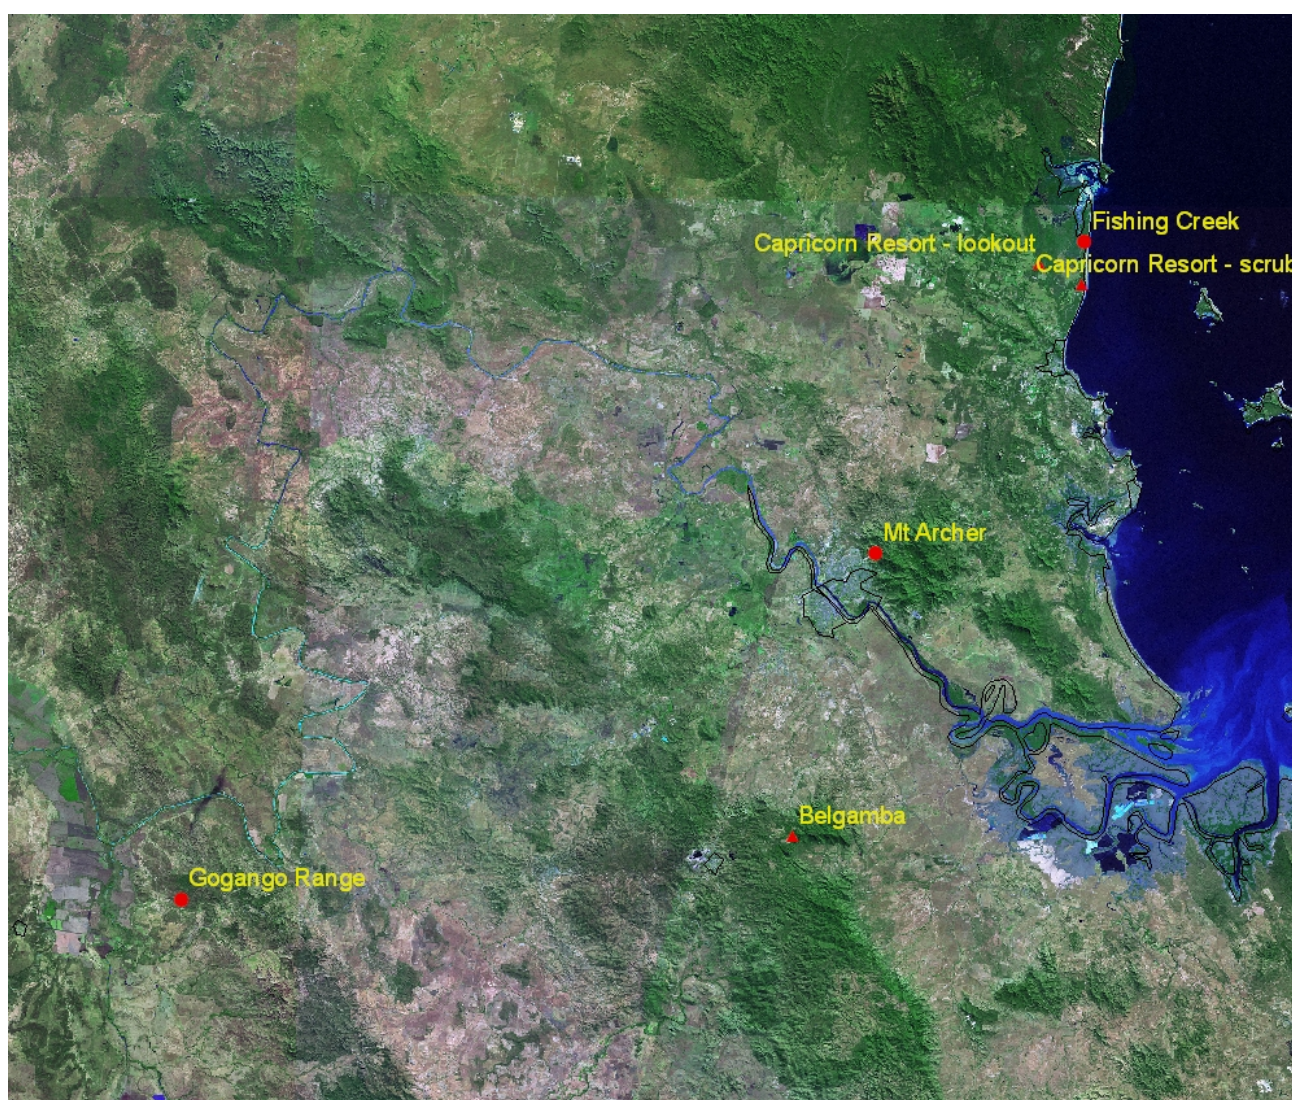 Fishing Creek
Capricorn Resort - lookout
Capricorn Resort - scrub
Mt Archer
Belgamba
Gogango Range